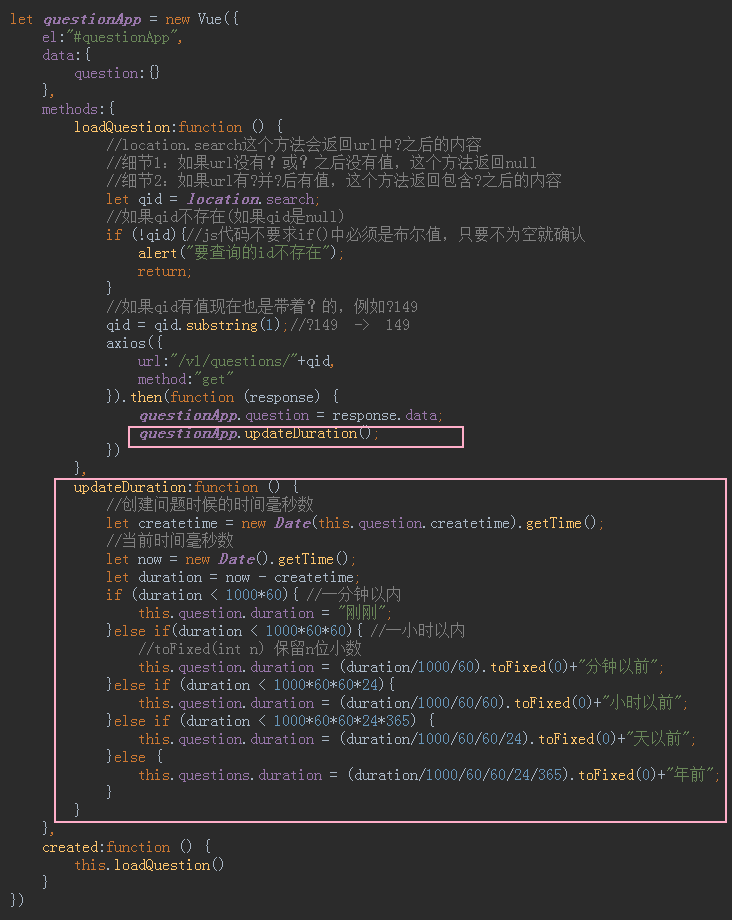 let questionApp = new Vue({
    el:"#questionApp",
    data:{
        question:{}
    },
    methods:{
        loadQuestion:function () {
            //location.search这个方法会返回url中?之后的内容
            //细节1：如果url没有？或？之后没有值，这个方法返回null
            //细节2：如果url有?并?后有值，这个方法返回包含?之后的内容
            let qid = location.search;
            //如果qid不存在(如果qid是null)
            if (!qid){//js代码不要求if()中必须是布尔值，只要不为空就确认
                alert("要查询的id不存在");
                return;
            }
            //如果qid有值现在也是带着？的，例如?149
            qid = qid.substring(1);//?149  ->  149
            axios({
                url:"/v1/questions/"+qid,
                method:"get"
            }).then(function (response) {
                questionApp.question = response.data;
                questionApp.updateDuration();
            })
        },
        updateDuration:function () {
            //创建问题时候的时间毫秒数
            let createtime = new Date(this.question.createtime).getTime();
            //当前时间毫秒数
            let now = new Date().getTime();
            let duration = now - createtime;
            if (duration < 1000*60){ //一分钟以内
                this.question.duration = "刚刚";
            }else if(duration < 1000*60*60){ //一小时以内
                //toFixed(int n) 保留n位小数
                this.question.duration = (duration/1000/60).toFixed(0)+"分钟以前";
            }else if (duration < 1000*60*60*24){
                this.question.duration = (duration/1000/60/60).toFixed(0)+"小时以前";
            }else if (duration < 1000*60*60*24*365) {
                this.question.duration = (duration/1000/60/60/24).toFixed(0)+"天以前";
            }else {
                this.questions.duration = (duration/1000/60/60/24/365).toFixed(0)+"年前";
            }
        }
    },
    created:function () {
        this.loadQuestion()
    }
})